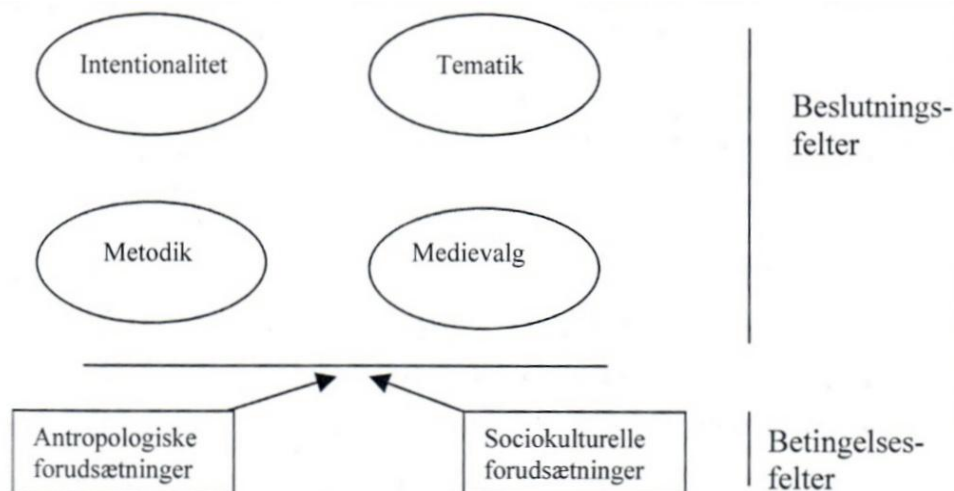 Intentionalitet
Tematik
Beslutnings-
felter
Metodik
Medievalg
Antropologiske
forudsætninger
Sociokulturelle
forudsætninger
Betingelses-
felter